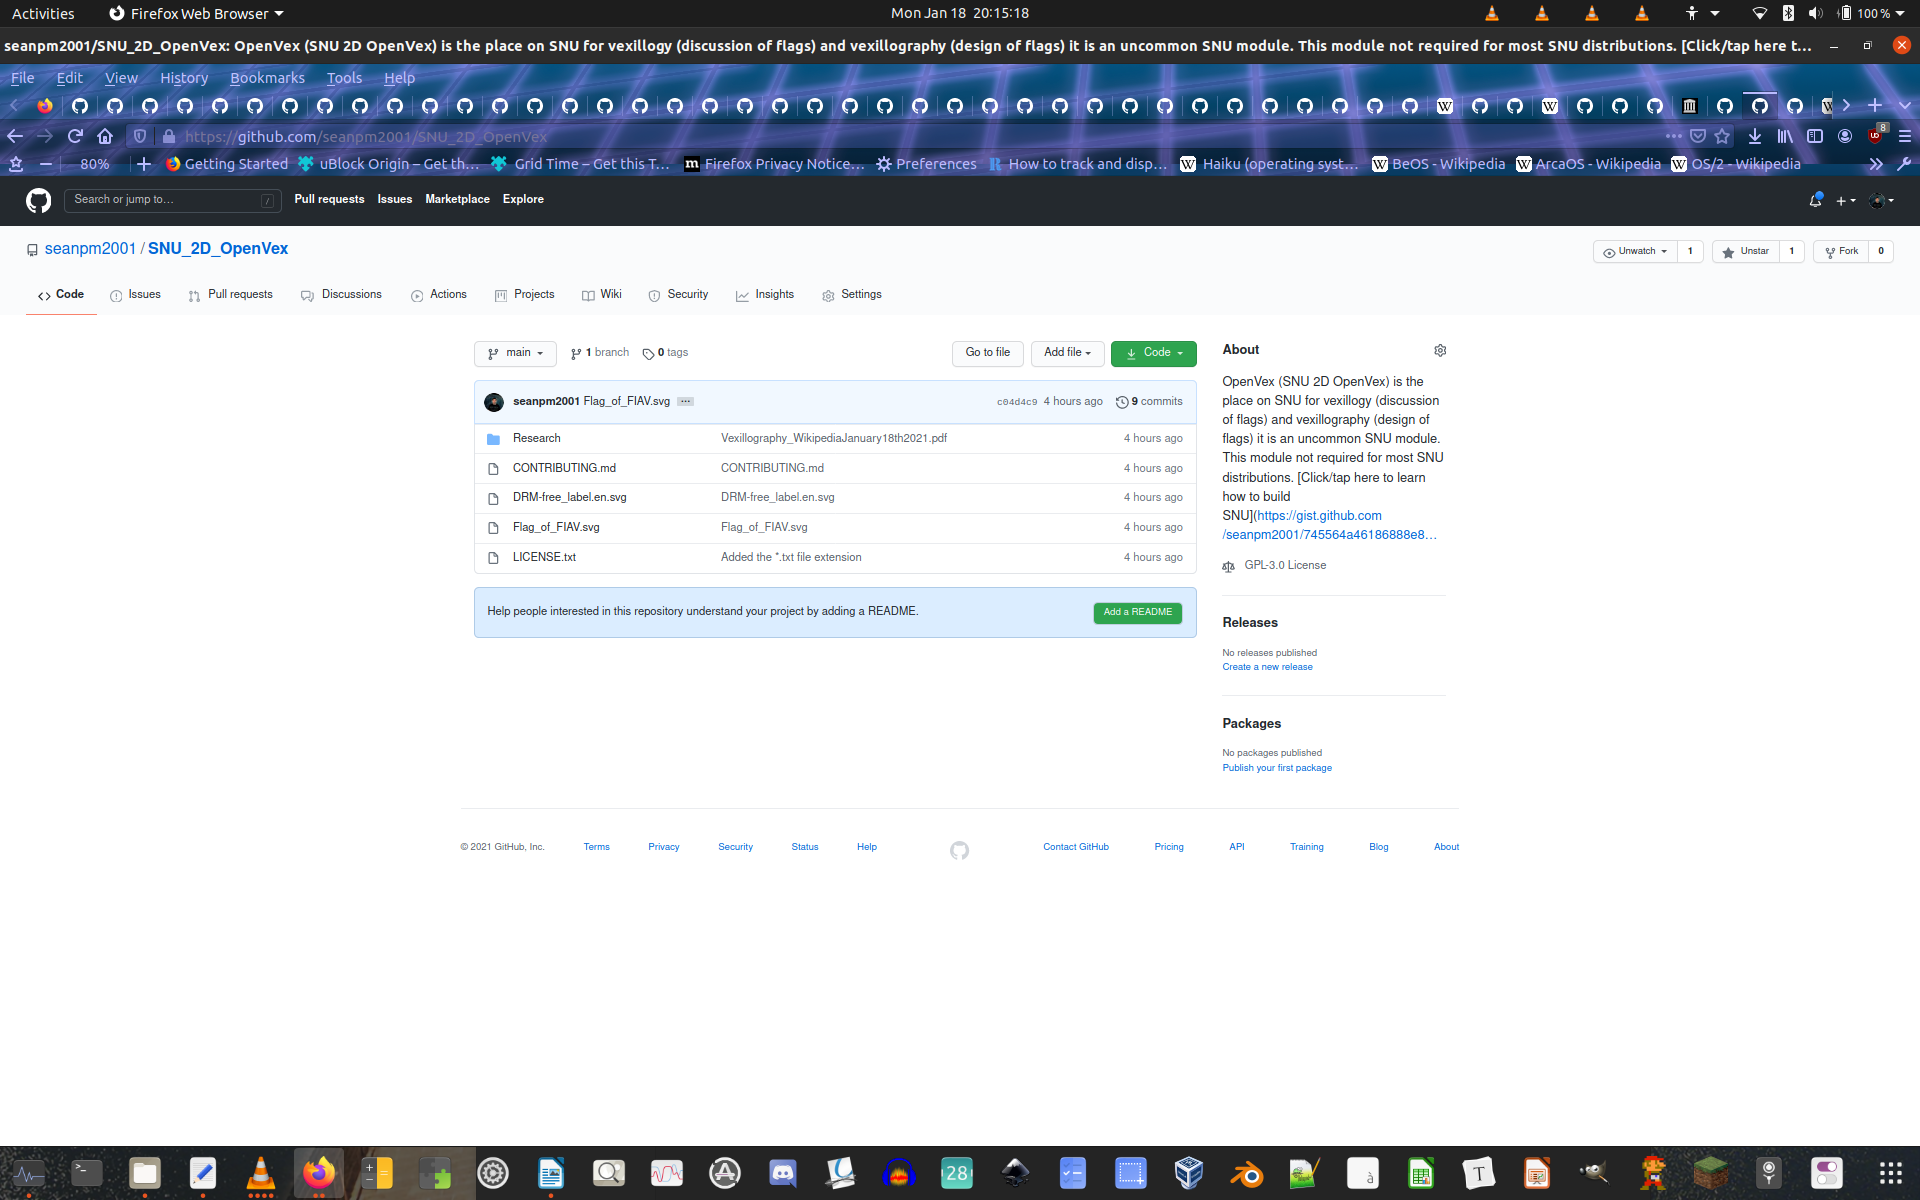 Activities Firefox Web Browser Mon Jan 18 20:15:18 100 %
seanpm2001/SNU_2D_OpenVex: OpenVex (SNU 2D OpenVex) is the place on SNU for vexillogy (discussion of flags) and vexillography (design of flags) it is an uncommon SNU module. This module not required for most SNU distributions. [Click/tap here t…
File Edit View History Bookmarks Tools Help
https://github.com/seanpm2001/SNU_2D_OpenVex 8
80% Getting Started uBlock Origin – Get th… Grid Time – Get this T… Firefox Privacy Notice… Preferences How to track and disp… Haiku (operating syst… BeOS - Wikipedia ArcaOS - Wikipedia OS/2 - Wikipedia
Search or jump to… / Pull requests Issues Marketplace Explore
seanpm2001 / SNU_2D_OpenVex Unwatch 1 Unstar 1 Fork 0
Code Issues Pull requests Discussions Actions Projects Wiki Security Insights Settings
main 1 branch 0 tags Go to file Add file Code
seanpm2001 Flag_of_FIAV.svg ... c04d4c9 4 hours ago 9 commits
Research Vexillography_WikipediaJanuary18th2021.pdf 4 hours ago
CONTRIBUTING.md CONTRIBUTING.md 4 hours ago
DRM-free_label.en.svg DRM-free_label.en.svg 4 hours ago
Flag_of_FIAV.svg Flag_of_FIAV.svg 4 hours ago
LICENSE.txt Added the *.txt file extension 4 hours ago
Help people interested in this repository understand your project by adding a README. Add a README
About
OpenVex (SNU 2D OpenVex) is the
place on SNU for vexillogy (discussion
of flags) and vexillography (design of
flags) it is an uncommon SNU module.
This module not required for most SNU
distributions. [Click/tap here to learn
how to build
SNU](https://gist.github.com
/seanpm2001/745564a46186888e8…
GPL-3.0 License
Releases
No releases published
Create a new release
Packages
No packages published
Publish your first package
© 2021 GitHub, Inc. Terms Privacy Security Status Help Contact GitHub Pricing API Training Blog About
28